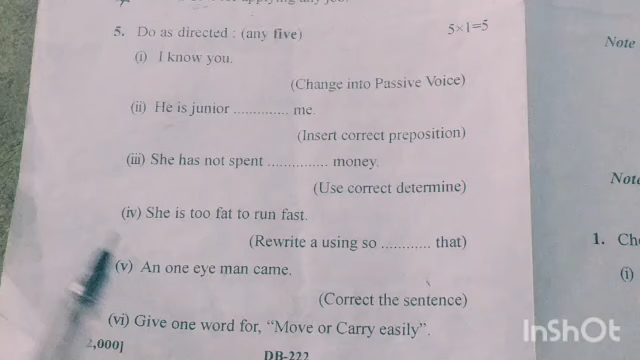 applying any job.
5. Do as directed : (any five) 5×1=5
(i) I know you.
(Change into Passive Voice)
(ii) He is junior ............. me.
(Insert correct preposition)
(iii) She has not spent .............. money.
(Use correct determine)
(iv) She is too fat to run fast.
(Rewrite a using so ............ that)
(v) An one eye man came.
(Correct the sentence)
(vi) Give one word for, “Move or Carry easily”.
2,000]
DB-222
Note
Note
1. Ch
(i)
InShOt